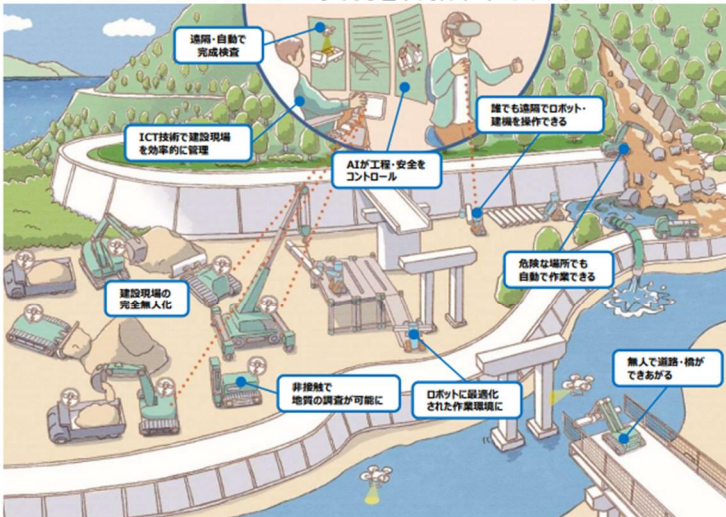 遠隔・自動で
完成検査
ICT技術で建設現場
を効率的に管理
AIが工程・安全を
コントロール
誰でも遠隔でロボット・
建機を操作できる
危険な場所でも
自動で作業できる
建設現場の
完全無人化
非接触で
地質の調査が可能に
ロボットに最適化
された作業環境に
無人で道路・橋が
できあがる